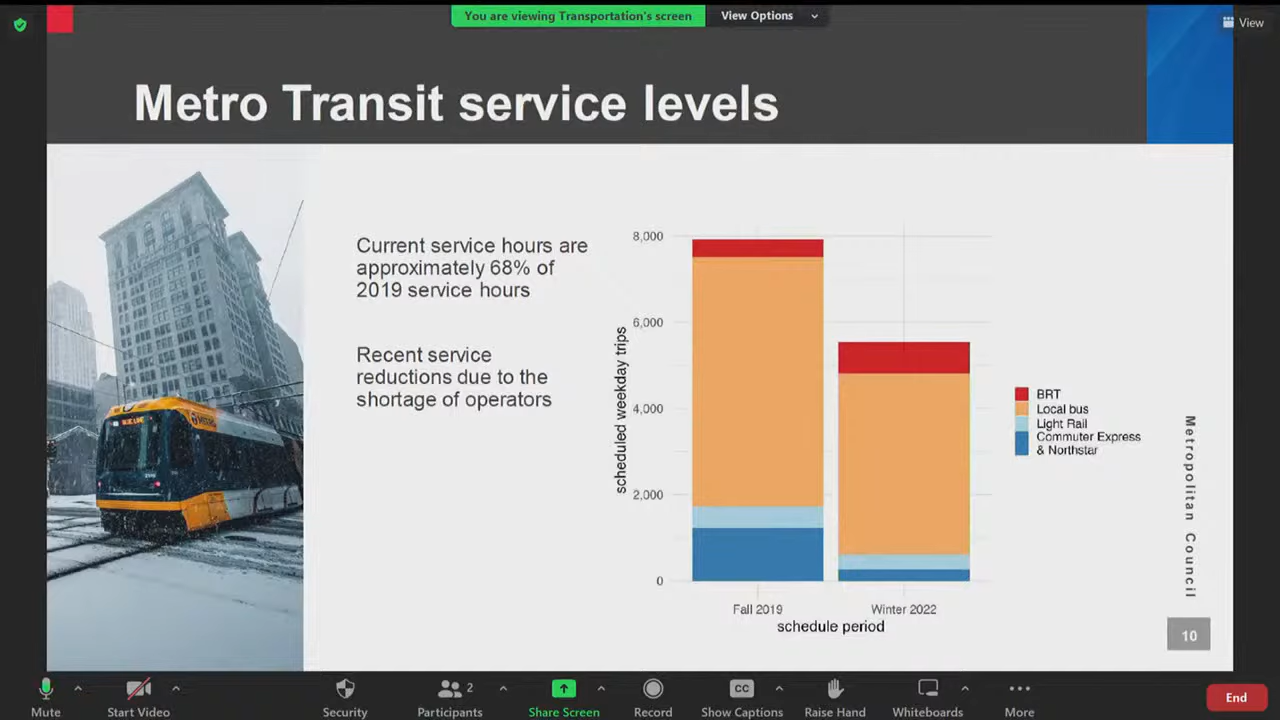 You are viewing Transportation's screen
View Options
View
Metro Transit service levels
Current service hours are
approximately 68% of
2019 service hours
Recent service
reductions due to the
shortage of operators
8,000
6,000
4,000
2,000
0
scheduled weekday trips
Fall 2019
Winter 2022
schedule period
BRT
Local bus
Light Rail
Commuter Express
& Northstar
Metropolitan Council
10
Mute
Start Video
Security
2
Participants
Share Screen
Record
CC
Show Captions
Raise Hand
Whiteboards
More
End